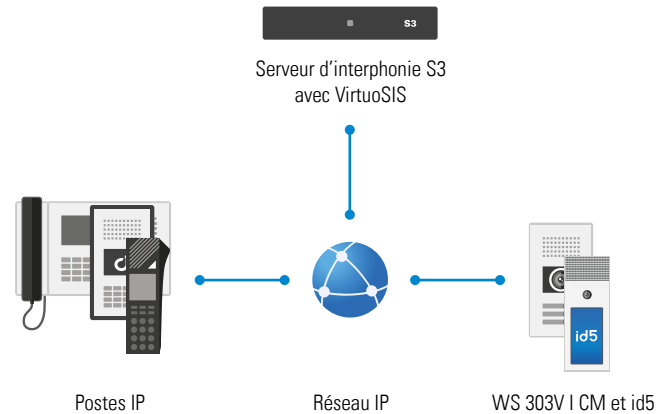 S3
Serveur d'interphonie S3
avec VirtuoSIS
id5
Postes IP
Réseau IP
WS 303V I CM et id5